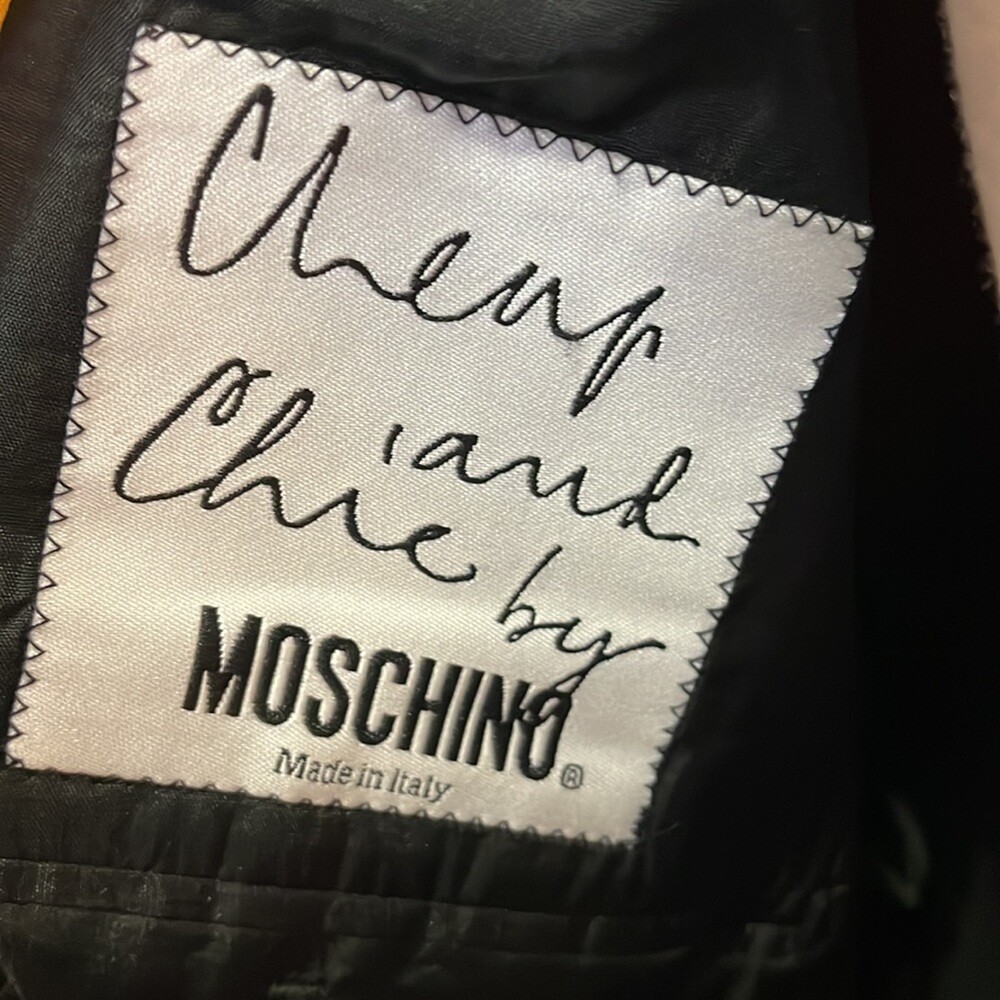 Cheap
and
Chic by
MOSCHINO®
Made in Italy